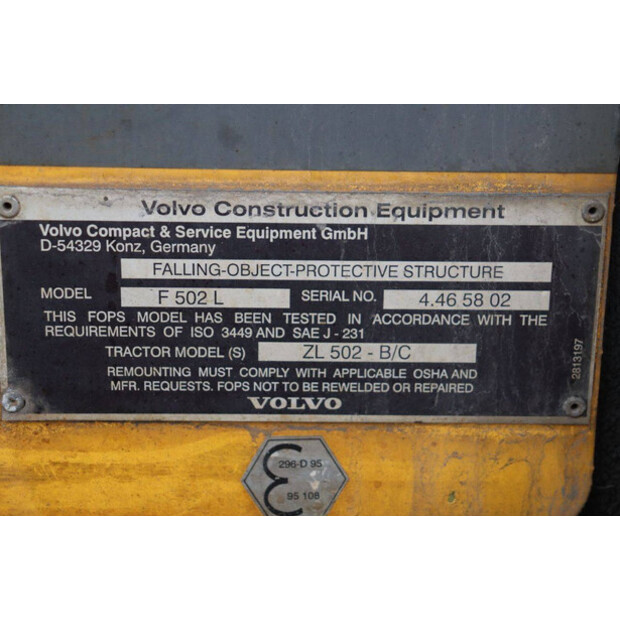 Volvo Construction Equipment
Volvo Compact & Service Equipment GmbH
D-54329 Konz, Germany
FALLING-OBJECT-PROTECTIVE STRUCTURE
MODEL F 502 L SERIAL NO. 4.46 58 02
THIS FOPS MODEL HAS BEEN TESTED IN ACCORDANCE WITH THE
REQUIREMENTS OF ISO 3449 AND SAE J - 231
TRACTOR MODEL (S) ZL 502 - B/C
REMOUNTING MUST COMPLY WITH APPLICABLE OSHA AND
MFR. REQUESTS. FOPS NOT TO BE REWELDED OR REPAIRED
VOLVO
2813197
296-D 95
95 108